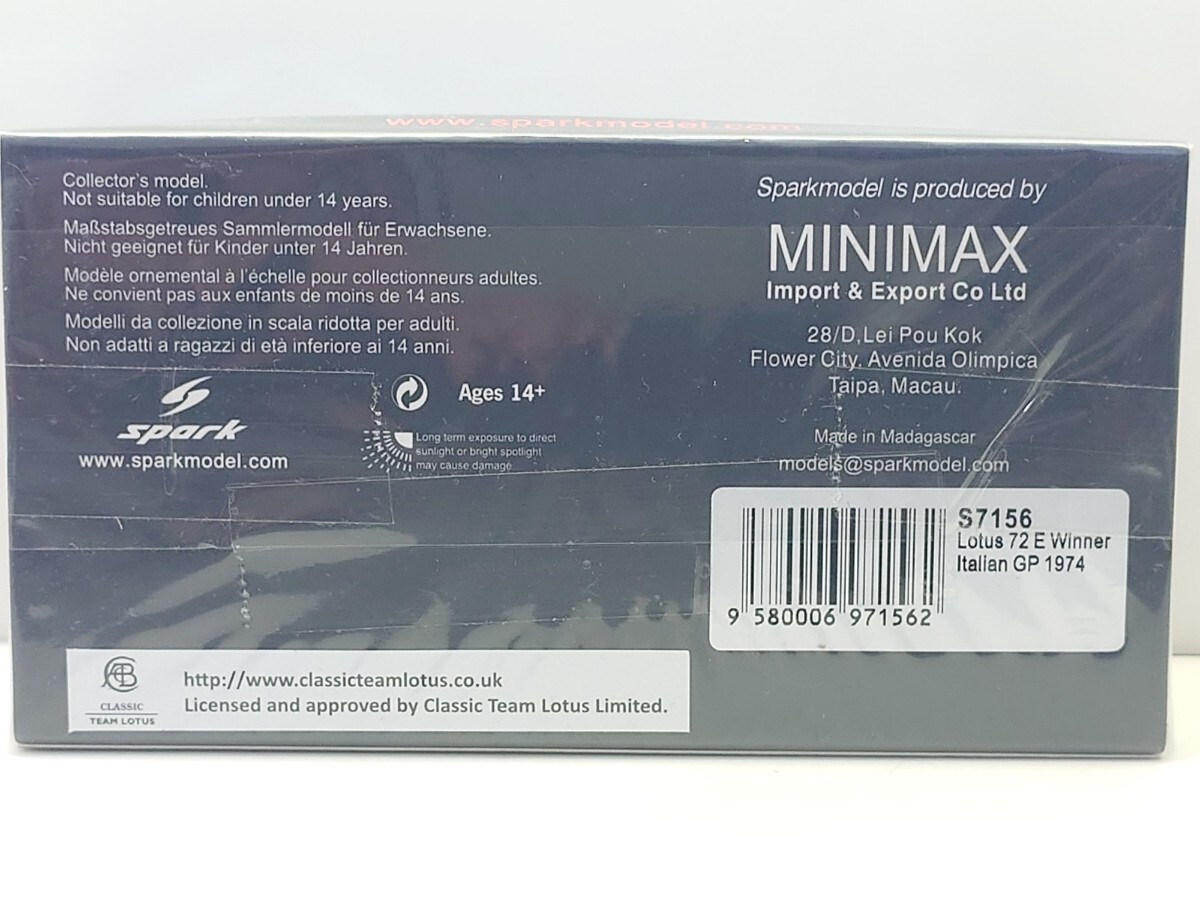 www.sparkmodel.com
Collector's model.
Not suitable for children under 14 years.
Maßstabsgetreues Sammlermodell für Erwachsene.
Nicht geeignet für Kinder unter 14 Jahren.
Modèle ornemental à l'échelle pour collectionneurs adultes.
Ne convient pas aux enfants de moins de 14 ans.
Modelli da collezione in scala ridotta per adulti.
Non adatti a ragazzi di età inferiore ai 14 anni.
spark
www.sparkmodel.com
Ages 14+
Long term exposure to direct
sunlight or bright spotlight
may cause damage
Sparkmodel is produced by
MINIMAX
Import & Export Co Ltd
28/D,Lei Pou Kok
Flower City, Avenida Olimpica
Taipa, Macau.
Made in Madagascar
models@sparkmodel.com
S7156
Lotus 72 E Winner
Italian GP 1974
9 580006 971562
CLASSIC
TEAM LOTUS
http://www.classicteamlotus.co.uk
Licensed and approved by Classic Team Lotus Limited.